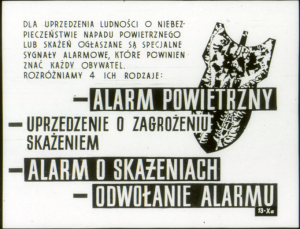 DLA UPRZEDZENIA LUDNOŚCI O NIEBEZ-
PIECZEŃSTWIE NAPADU POWIETRZNEGO
LUB SKAŻEŃ OGŁASZANE SĄ SPECJALNE
SYGNAŁY ALARMOWE, KTÓRE POWINIEN
ZNAĆ KAŻDY OBYWATEL.
ROZRÓŻNIAMY 4 ICH RODZAJE:
– ALARM POWIETRZNY
– UPRZEDZENIE O ZAGROŻENIU
SKAŻENIEM
– ALARM O SKAŻENIACH
– ODWOŁANIE ALARMU
13-Xa